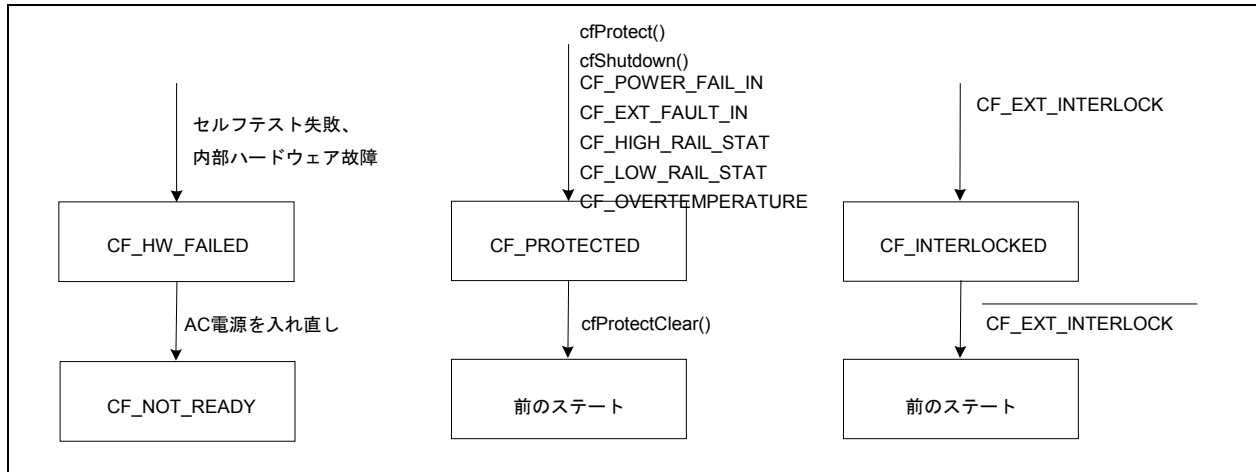 セルフテスト失敗、
内部ハードウェア故障
CF_HW_FAILED
AC電源を入れ直し
CF_NOT_READY
cfProtect()
cfShutdown()
CF_POWER_FAIL_IN
CF_EXT_FAULT_IN
CF_HIGH_RAIL_STAT
CF_LOW_RAIL_STAT
CF_OVERTEMPERATURE
CF_PROTECTED
cfProtectClear()
前のステート
CF_EXT_INTERLOCK
CF_INTERLOCKED
CF_EXT_INTERLOCK
前のステート